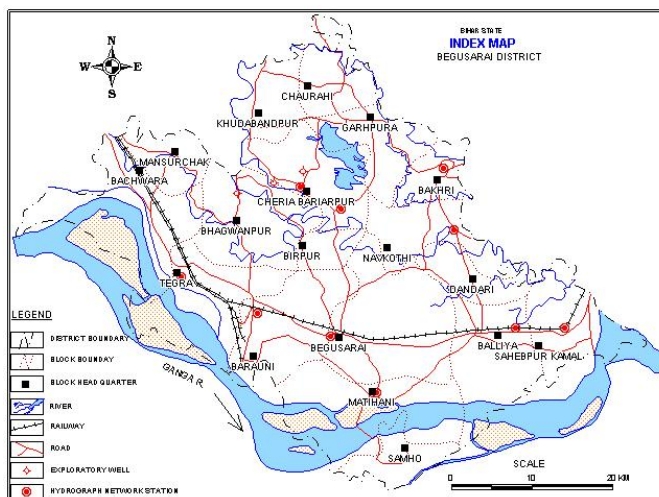 BIHAR STATE
INDEX MAP
BEGUSARAI DISTRICT
N
W E
S
CHAURAHI
KHUDABANDPUR
GARHPURA
MANSURCHAK
BACHWARA
BAKHRI
CHERIA BARIARPUR
BHAGWANPUR
BIRPUR
NAVKOTHI
TEGRA
DANDARI
BEGUSARAI
BALLIYA
SAHEBPUR KAMAL
BARAUNI
GANGA R.
MATIHANI
SAMHO
LEGEND
DISTRICT BOUNDARY
BLOCK BOUNDAY
BLOCK HEAD QUARTER
RIVER
RAILWAY
ROAD
EXPLORATORY WELL
HYDROGRAPH NETWORK STATION
SCALE
0 10 20 KM